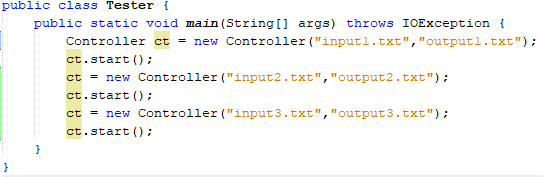 public class Tester {
public static void main(String[] args) throws IOException {
Controller ct = new Controller("input1.txt","output1.txt");
ct.start();
ct = new Controller("input2.txt","output2.txt");
ct.start();
ct = new Controller("input3.txt","output3.txt");
ct.start();
}
}